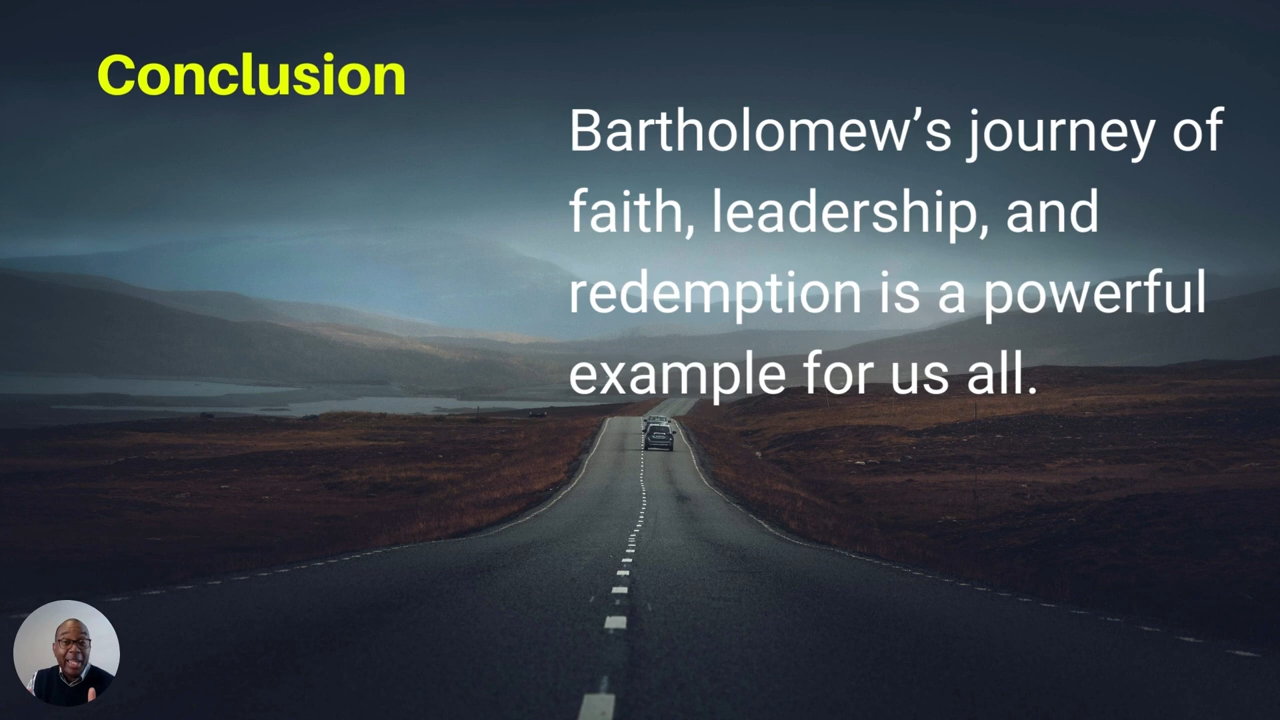 Conclusion
Bartholomew’s journey of
faith, leadership, and
redemption is a powerful
example for us all.